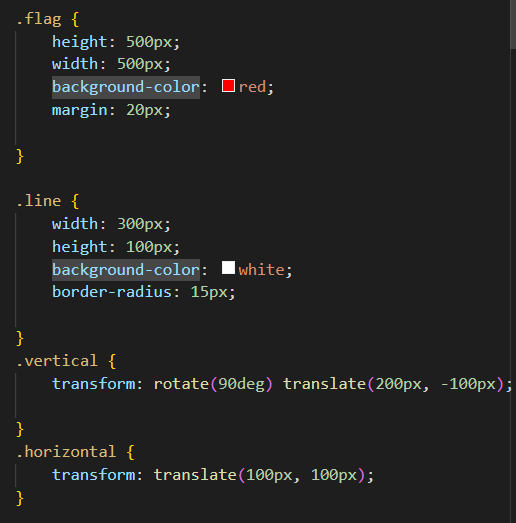 .flag {
    height: 500px;
    width: 500px;
    background-color: red;
    margin: 20px;
}
.line {
    width: 300px;
    height: 100px;
    background-color: white;
    border-radius: 15px;
}
.vertical {
    transform: rotate(90deg) translate(200px, -100px);
}
.horizontal {
    transform: translate(100px, 100px);
}